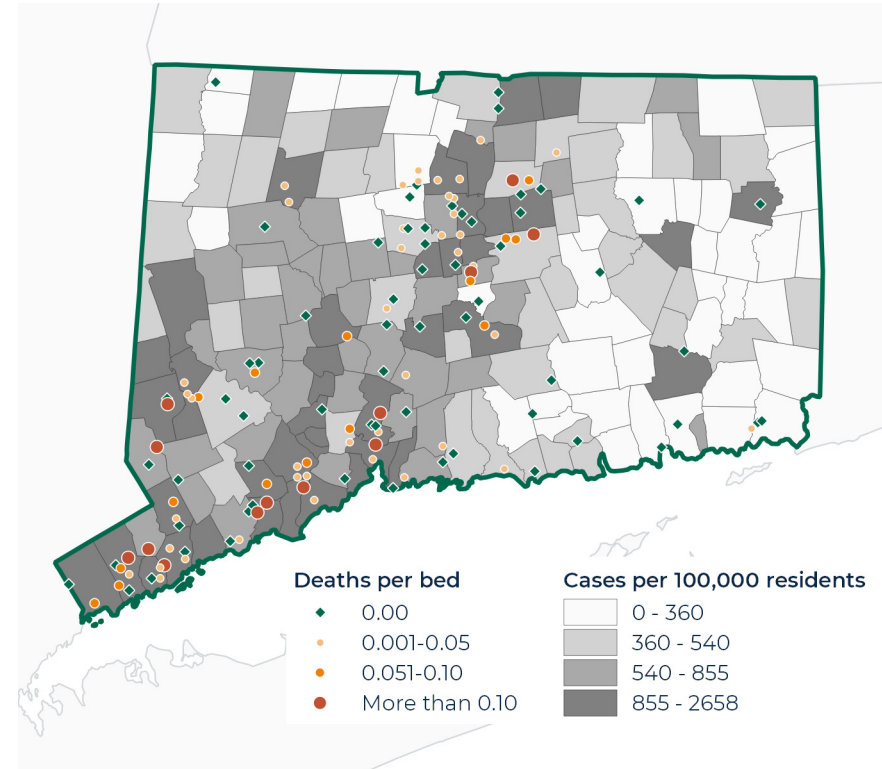 Deaths per bed
0.00
0.001-0.05
0.051-0.10
More than 0.10
Cases per 100,000 residents
0 - 360
360 - 540
540 - 855
855 - 2658